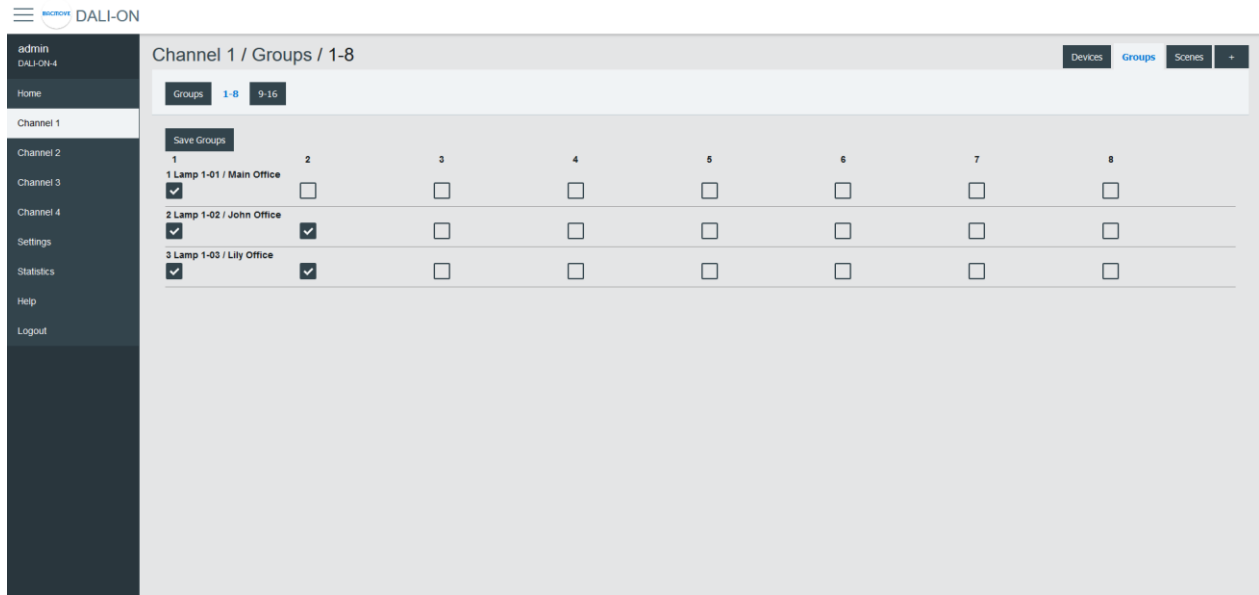 BACMOVE DALI-ON
admin
DALI-ON-4
Home
Channel 1
Channel 2
Channel 3
Channel 4
Settings
Statistics
Help
Logout
Channel 1 / Groups / 1-8
Devices Groups Scenes +
Groups 1-8 9-16
Save Groups
1 2 3 4 5 6 7 8
1 Lamp 1-01 / Main Office
2 Lamp 1-02 / John Office
3 Lamp 1-03 / Lily Office